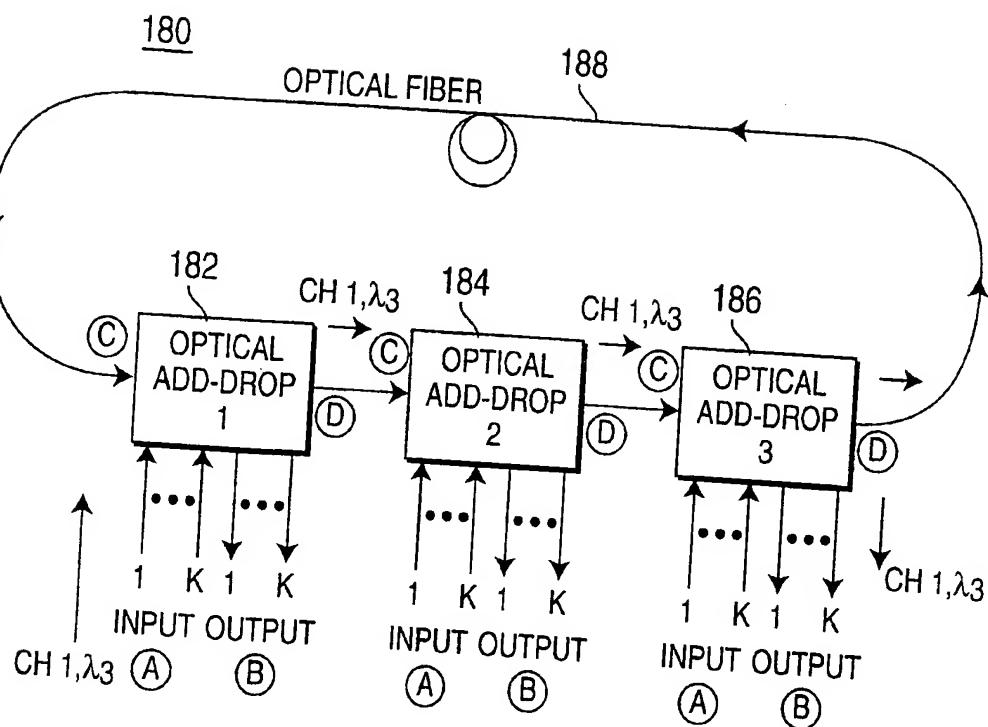 180
OPTICAL FIBER
188
182
CH 1,λ3
184
CH 1,λ3
186
C
OPTICAL
ADD-DROP
1
D
C
OPTICAL
ADD-DROP
2
D
C
OPTICAL
ADD-DROP
3
D
1 K 1 K
INPUT OUTPUT
A B
CH 1,λ3
1 K 1 K
INPUT OUTPUT
A B
1 K 1 K
INPUT OUTPUT
A B
CH 1,λ3